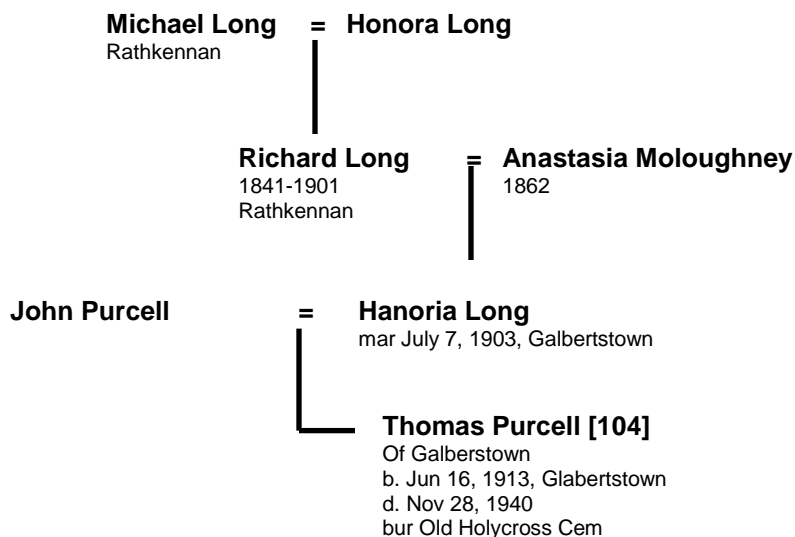 Michael Long = Honora Long
Rathkennan
Richard Long = Anastasia Moloughney
1841-1901 1862
Rathkennan
John Purcell = Hanoria Long
mar July 7, 1903, Galbertstown
Thomas Purcell [104]
Of Galberstown
b. Jun 16, 1913, Glabertstown
d. Nov 28, 1940
bur Old Holycross Cem